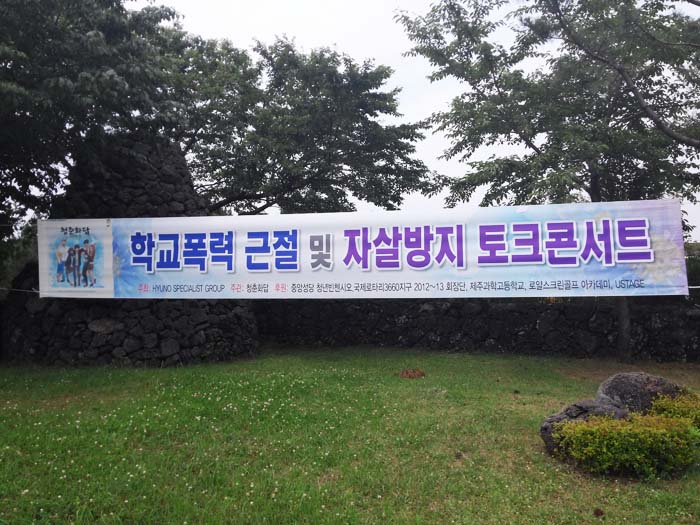 청춘화담
학교폭력 근절 및 자살방지 토크콘서트
주최: HYUNO SPECIALIST GROUP 주관: 청춘화담 후원: 중앙성당 청년빈첸시오, 국제로타리3660지구 2012~13 회장단, 제주과학고등학교, 로얄스크린골프 아카데미, USTAGE